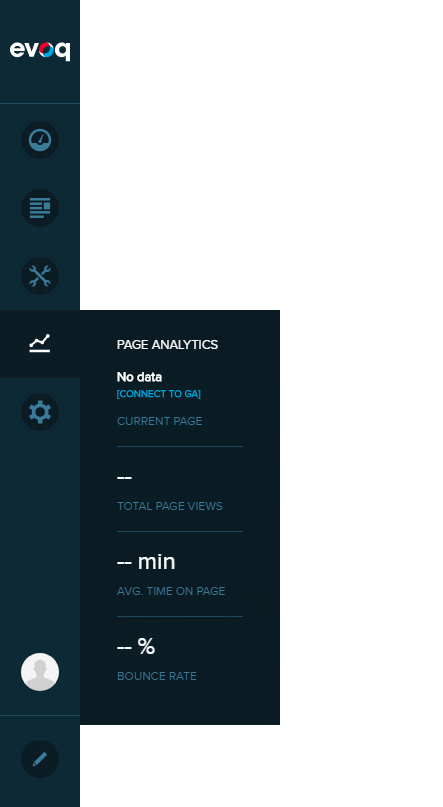 evoq
PAGE ANALYTICS
No data
[CONNECT TO GA]
CURRENT PAGE
--
TOTAL PAGE VIEWS
-- min
AVG. TIME ON PAGE
-- %
BOUNCE RATE